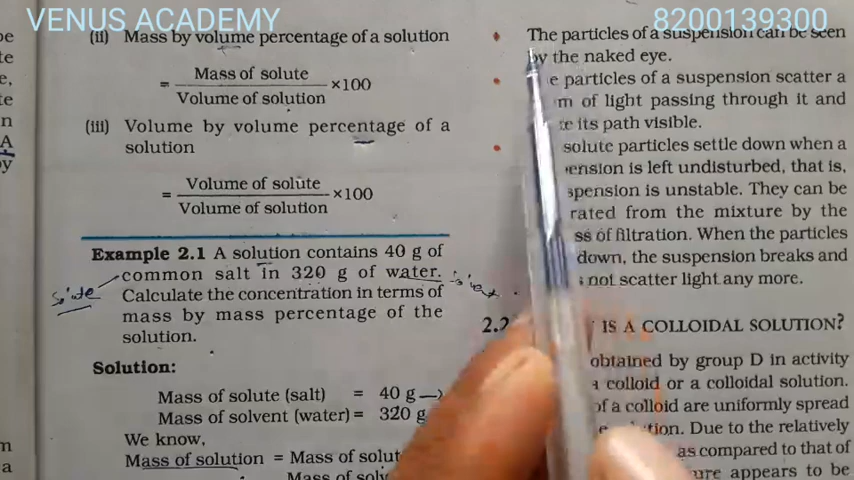 VENUS ACADEMY
8200139300
(ii) Mass by volume percentage of a solution
= Mass of solute
Volume of solution ×100
(iii) Volume by volume percentage of a
solution
= Volume of solute
Volume of solution ×100
Example 2.1 A solution contains 40 g of
common salt in 320 g of water.
Calculate the concentration in terms of
mass by mass percentage of the
solution.
Solution:
Mass of solute (salt) = 40 g
Mass of solvent (water) = 320 g
We know,
Mass of solution = Mass of
Mass of
The particles of a suspension can be seen
by the naked eye.
particles of a suspension scatter a
of light passing through it and
its path visible.
solute particles settle down when a
is left undisturbed, that is,
is unstable. They can be
from the mixture by the
of filtration. When the particles
down, the suspension breaks and
not scatter light any more.
IS A COLLOIDAL SOLUTION?
obtained by group D in activity
a colloid or a colloidal solution.
of a colloid are uniformly spread
Due to the relatively
as compared to that of
appears to be